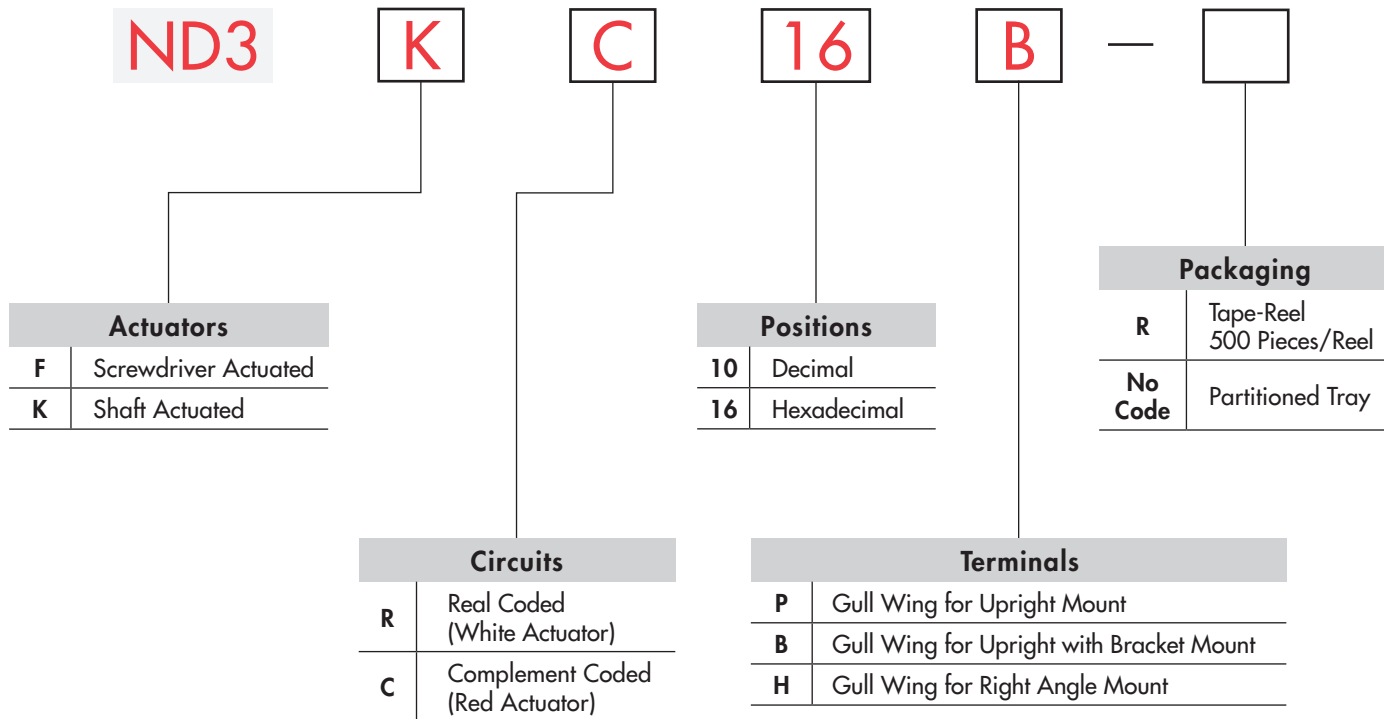 ND3 K C 16 B —
Packaging
R Tape-Reel
500 Pieces/Reel
No
Code Partitioned Tray
Actuators
F Screwdriver Actuated
K Shaft Actuated
Positions
10 Decimal
16 Hexadecimal
Circuits
R Real Coded
(White Actuator)
C Complement Coded
(Red Actuator)
Terminals
P Gull Wing for Upright Mount
B Gull Wing for Upright with Bracket Mount
H Gull Wing for Right Angle Mount